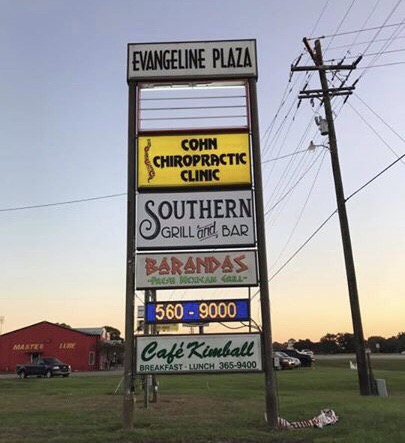 EVANGELINE PLAZA
COHN
CHIROPRACTIC
CLINIC
SOUTHERN
GRILL and BAR
BARANDAS
FRESH MEXICAN GRILL
560-9000
Café Kimball
BREAKFAST - LUNCH 365-9400
MASTER LUBE